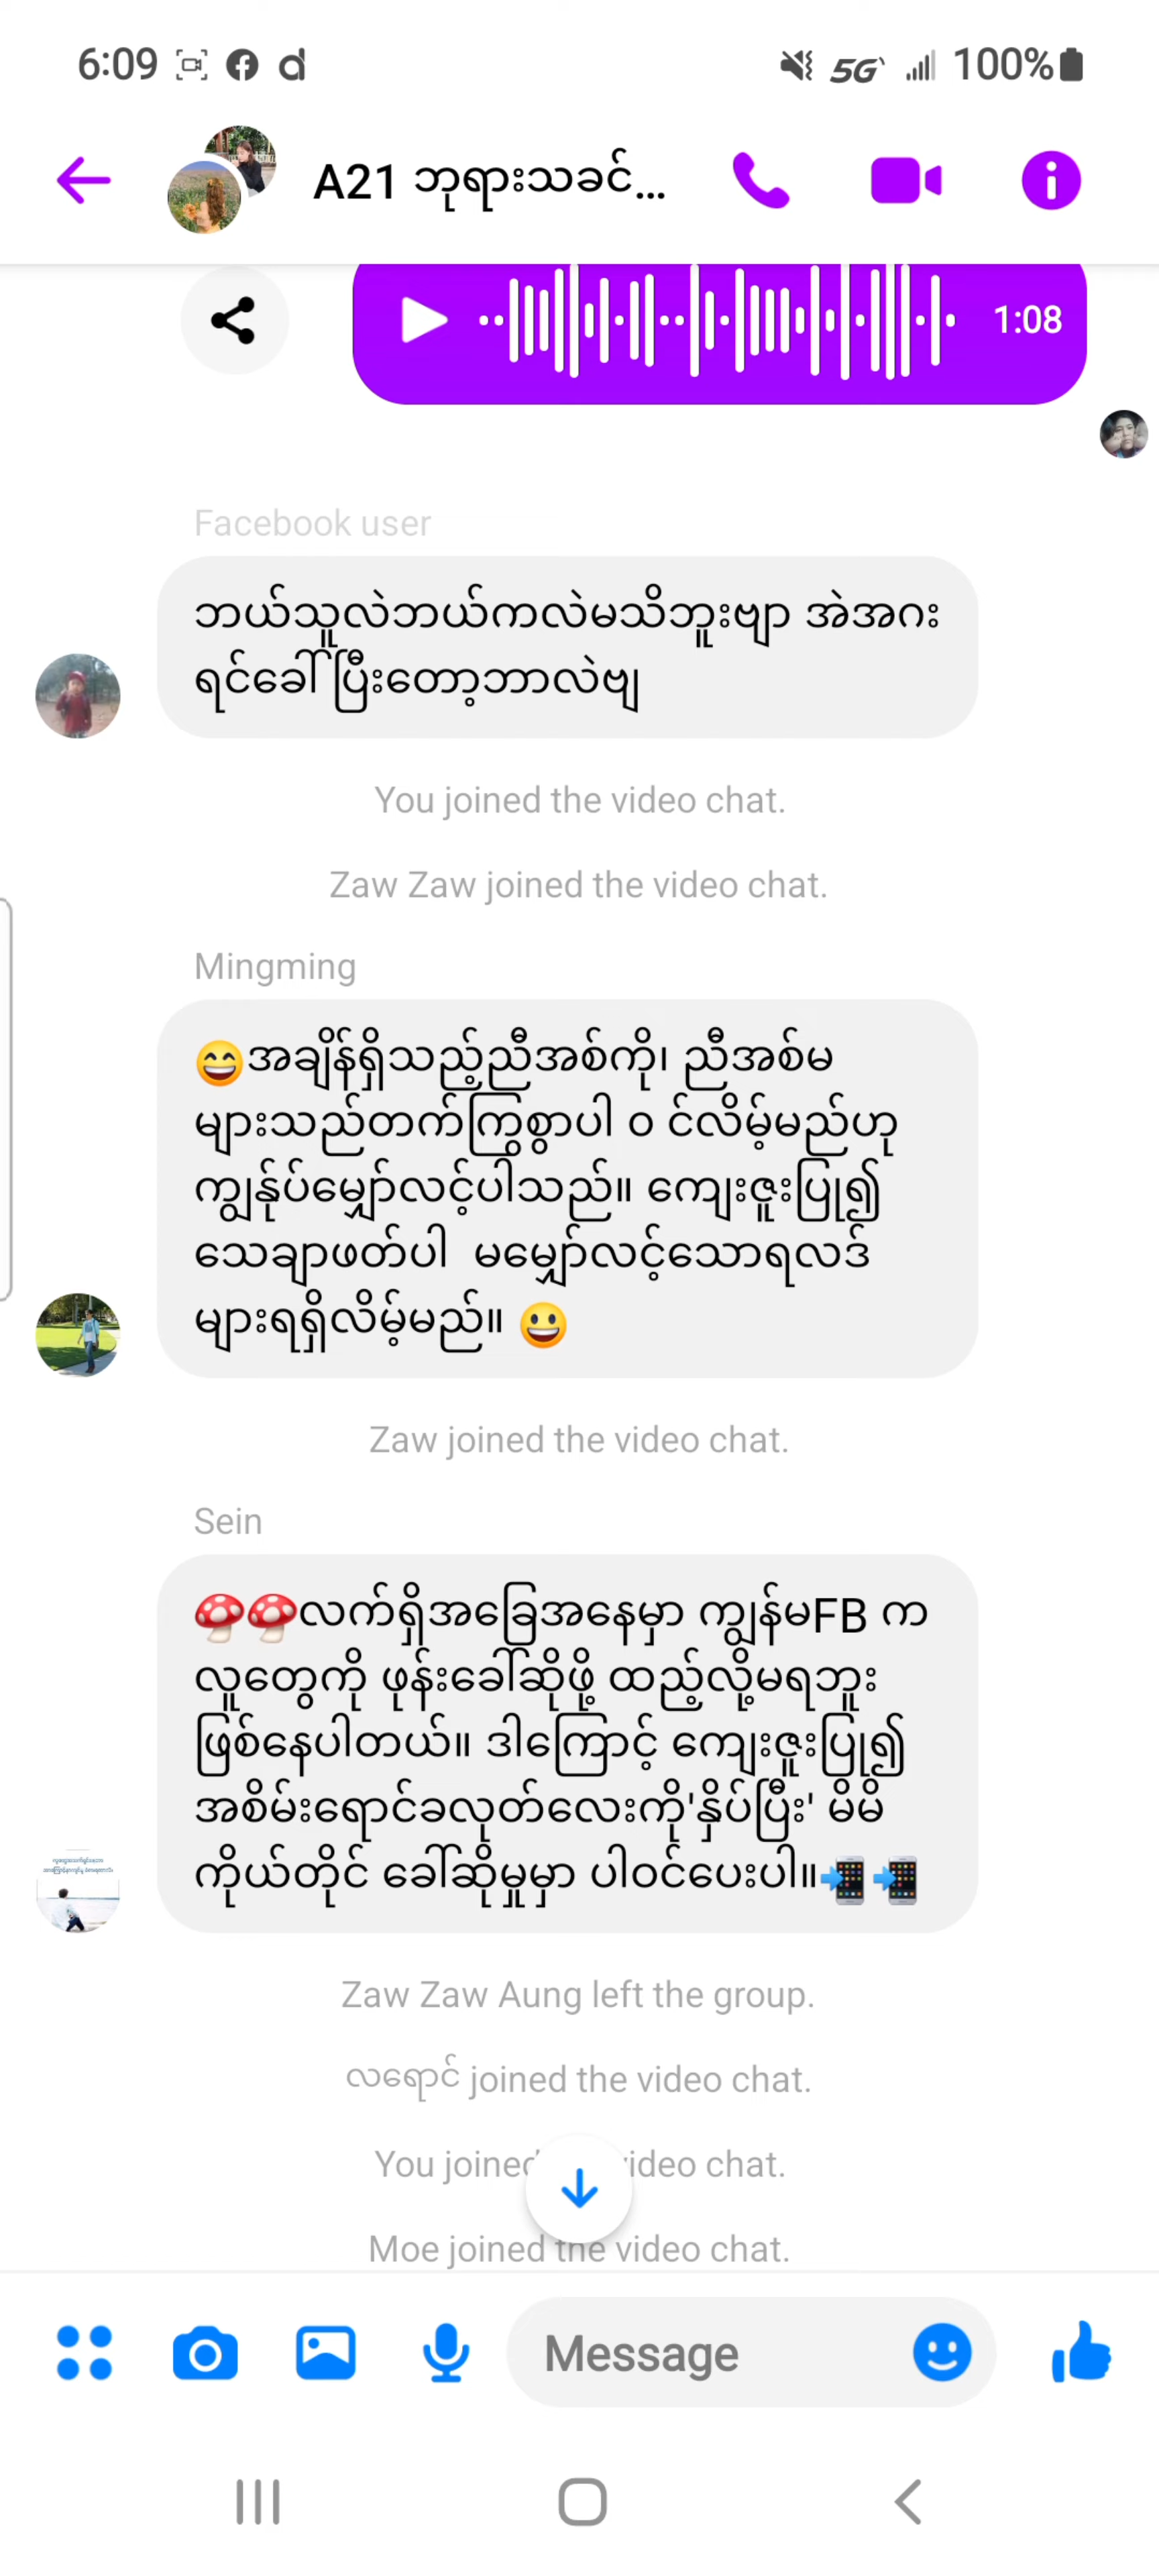 6:09 5G 100%
A21 ဘုရားသခင်...
1:08
Facebook user
ဘယ်သူလဲဘယ်ကလဲမသိဘူးဗျာ အဲအဂး
ရင်ခေါ်ပြီးတော့ဘာလဲဗျ
You joined the video chat.
Zaw Zaw joined the video chat.
Mingming
😄အချိန်ရှိသည့်ညီအစ်ကို၊ ညီအစ်မ
များသည်တက်ကြွစွာပါ ဝ င်လိမ့်မည်ဟု
ကျွန်ုပ်မျှော်လင့်ပါသည်။ ကျေးဇူးပြု၍
သေချာဖတ်ပါ မမျှော်လင့်သောရလဒ်
များရရှိလိမ့်မည်။ 😃
Zaw joined the video chat.
Sein
🍄🍄လက်ရှိအခြေအနေမှာ ကျွန်မFB က
လူတွေကို ဖုန်းခေါ်ဆိုဖို့ ထည့်လို့မရဘူး
ဖြစ်နေပါတယ်။ ဒါကြောင့် ကျေးဇူးပြု၍
အစိမ်းရောင်ခလုတ်လေးကို'နှိပ်ပြီး' မိမိ
ကိုယ်တိုင် ခေါ်ဆိုမှုမှာ ပါဝင်ပေးပါ။📲📲
Zaw Zaw Aung left the group.
လရောင် joined the video chat.
You joined video chat.
Moe joined the video chat.
Message